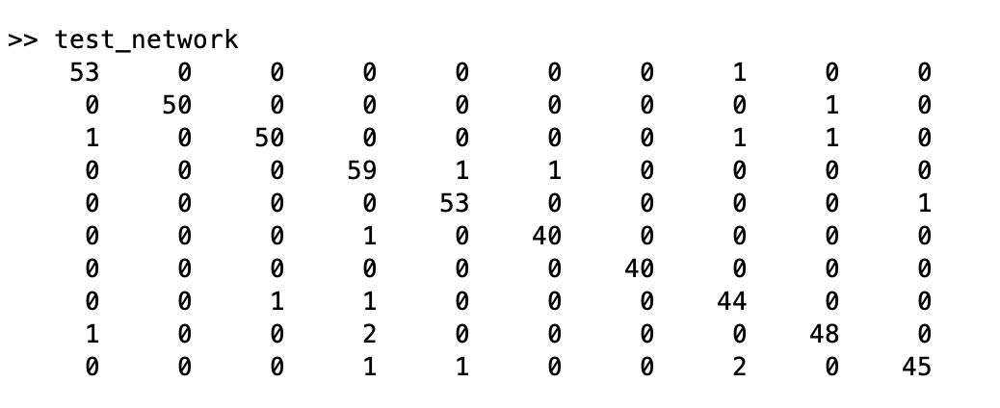 >> test_network
53 0 0 0 0 0 0 1 0 0
0 50 0 0 0 0 0 0 1 0
1 0 50 0 0 0 0 1 1 0
0 0 0 59 1 1 0 0 0 0
0 0 0 0 53 0 0 0 0 1
0 0 0 1 0 40 0 0 0 0
0 0 0 0 0 0 40 0 0 0
0 0 1 1 0 0 0 44 0 0
1 0 0 2 0 0 0 0 48 0
0 0 0 1 1 0 0 2 0 45